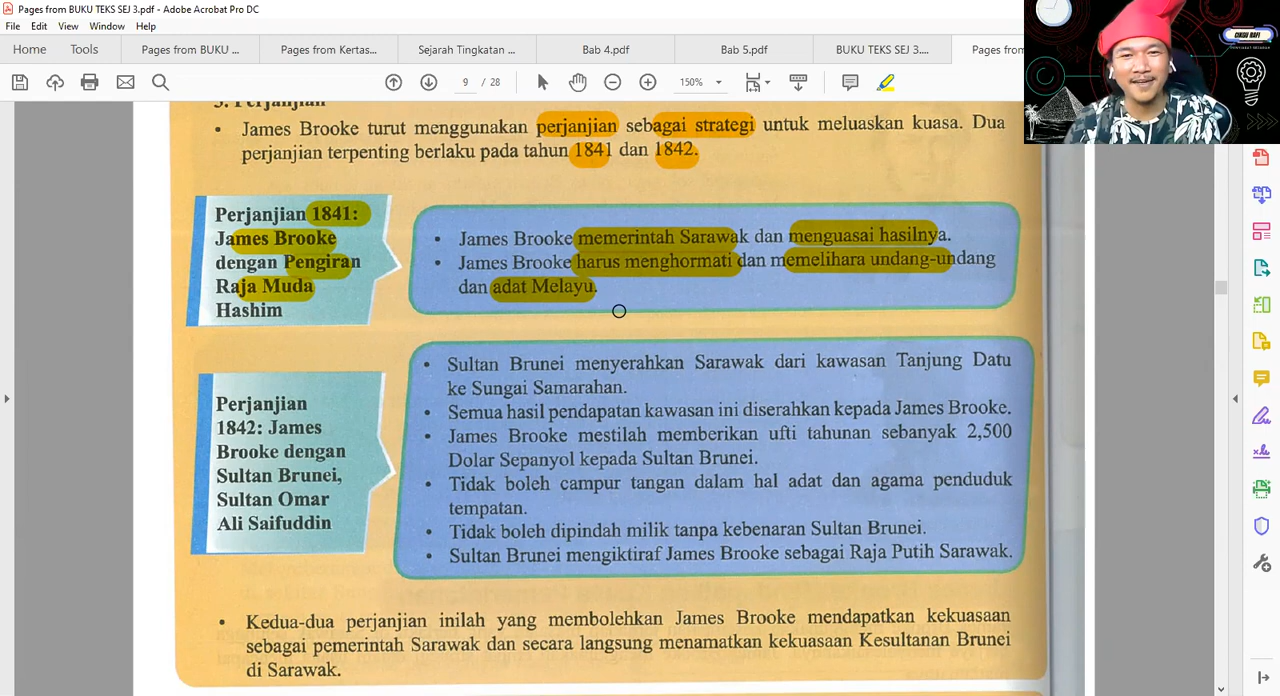 Pages from BUKU TEKS SEJ 3.pdf - Adobe Acrobat Pro DC
File Edit View Window Help
Home Tools Pages from BUKU ... Pages from Kertas... Sejarah Tingkatan ... Bab 4.pdf Bab 5.pdf BUKU TEKS SEJ 3.... Pages from
9 / 28 150%
CIKGU RAFI
3. Perjanjian
• James Brooke turut menggunakan perjanjian sebagai strategi untuk meluaskan kuasa. Dua
perjanjian terpenting berlaku pada tahun 1841 dan 1842.
Perjanjian 1841:
James Brooke
dengan Pengiran
Raja Muda
Hashim
• James Brooke memerintah Sarawak dan menguasai hasilnya.
• James Brooke harus menghormati dan memelihara undang-undang
dan adat Melayu.
Perjanjian
1842: James
Brooke dengan
Sultan Brunei,
Sultan Omar
Ali Saifuddin
• Sultan Brunei menyerahkan Sarawak dari kawasan Tanjung Datu
ke Sungai Samarahan.
• Semua hasil pendapatan kawasan ini diserahkan kepada James Brooke.
• James Brooke mestilah memberikan ufti tahunan sebanyak 2,500
Dolar Sepanyol kepada Sultan Brunei.
• Tidak boleh campur tangan dalam hal adat dan agama penduduk
tempatan.
• Tidak boleh dipindah milik tanpa kebenaran Sultan Brunei.
• Sultan Brunei mengiktiraf James Brooke sebagai Raja Putih Sarawak.
• Kedua-dua perjanjian inilah yang membolehkan James Brooke mendapatkan kekuasaan
sebagai pemerintah Sarawak dan secara langsung menamatkan kekuasaan Kesultanan Brunei
di Sarawak.